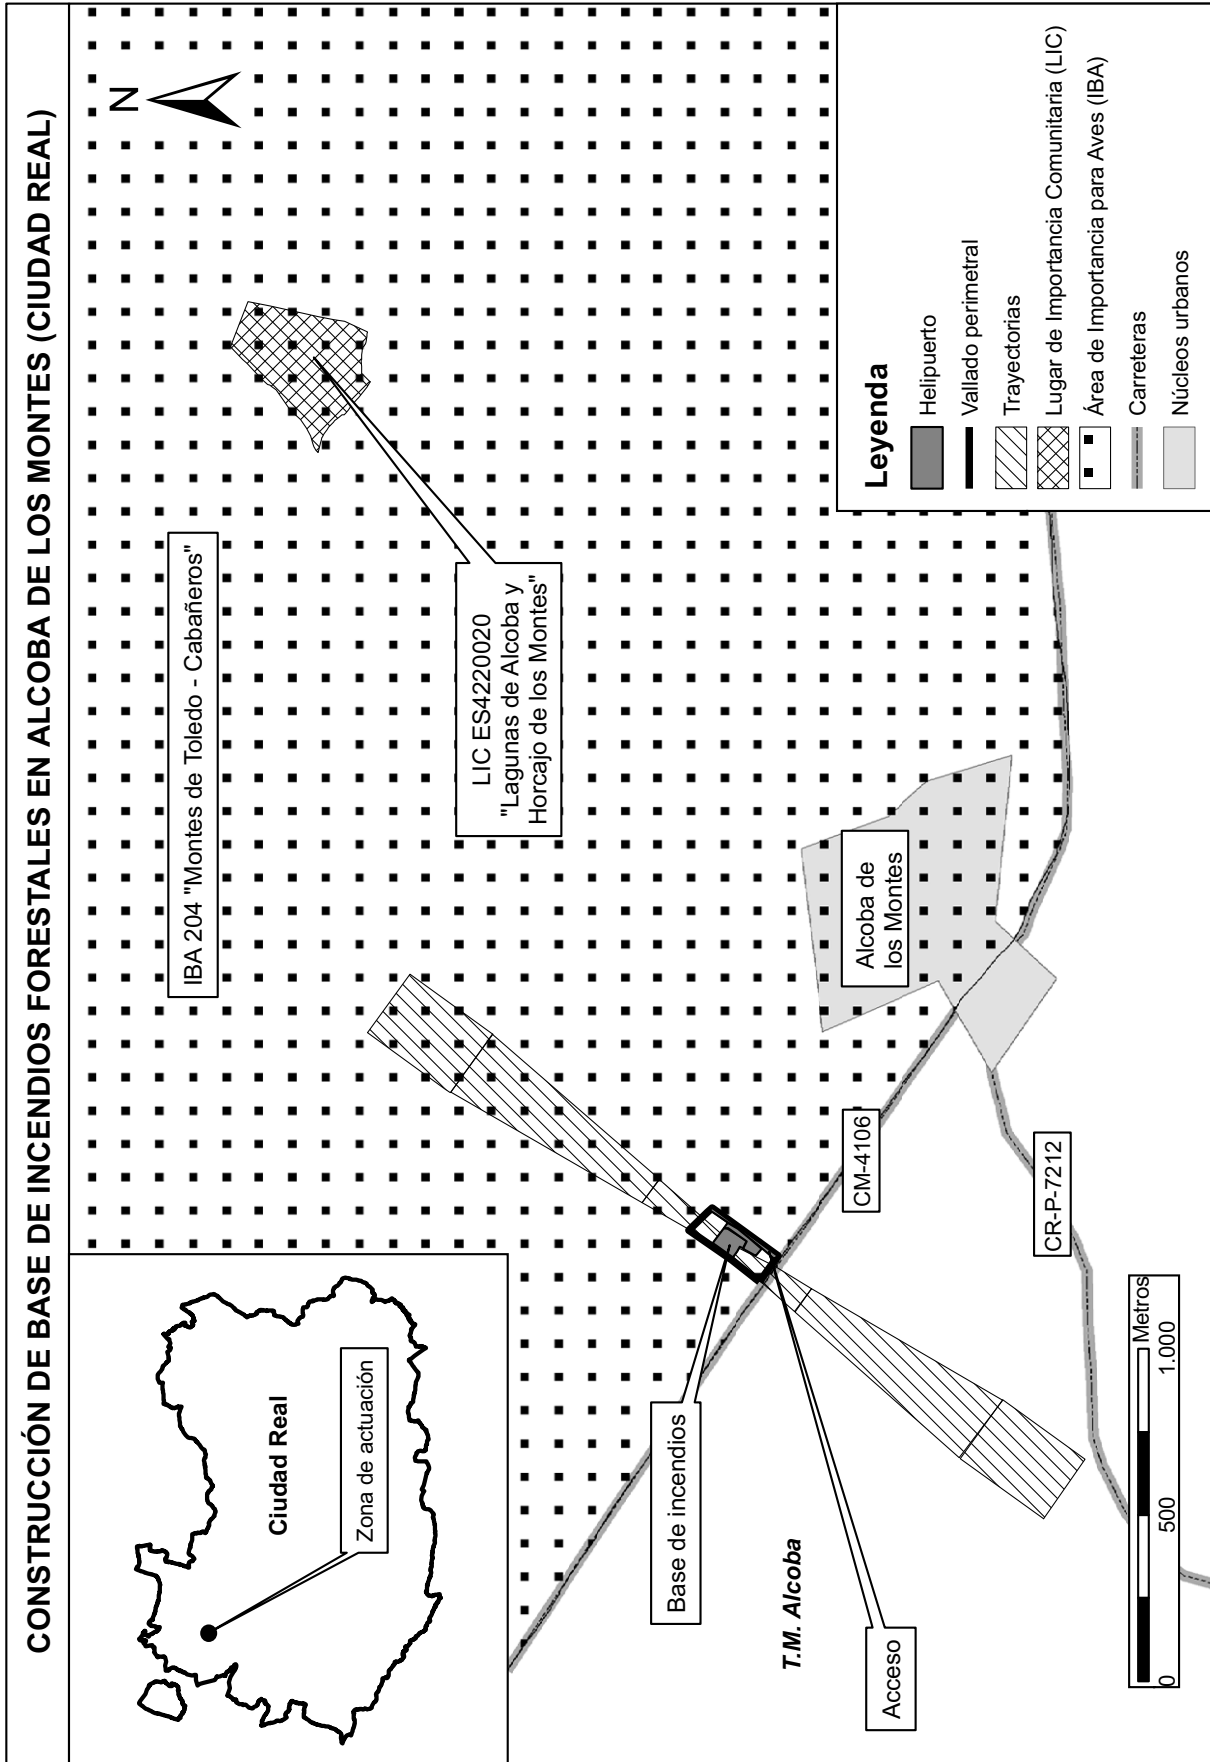 CONSTRUCCIÓN DE BASE DE INCENDIOS FORESTALES EN ALCOBA DE LOS MONTES (CIUDAD REAL)
N
Ciudad Real
Zona de actuación
IBA 204 "Montes de Toledo - Cabañeros"
LIC ES4220020
"Lagunas de Alcoba y
Horcajo de los Montes"
Base de incendios
T.M. Alcoba
Acceso
CM-4106
CR-P-7212
Alcoba de
los Montes
0
500
1.000
Metros
Leyenda
Helipuerto
Vallado perimetral
Trayectorias
Lugar de Importancia Comunitaria (LIC)
Área de Importancia para Aves (IBA)
Carreteras
Núcleos urbanos